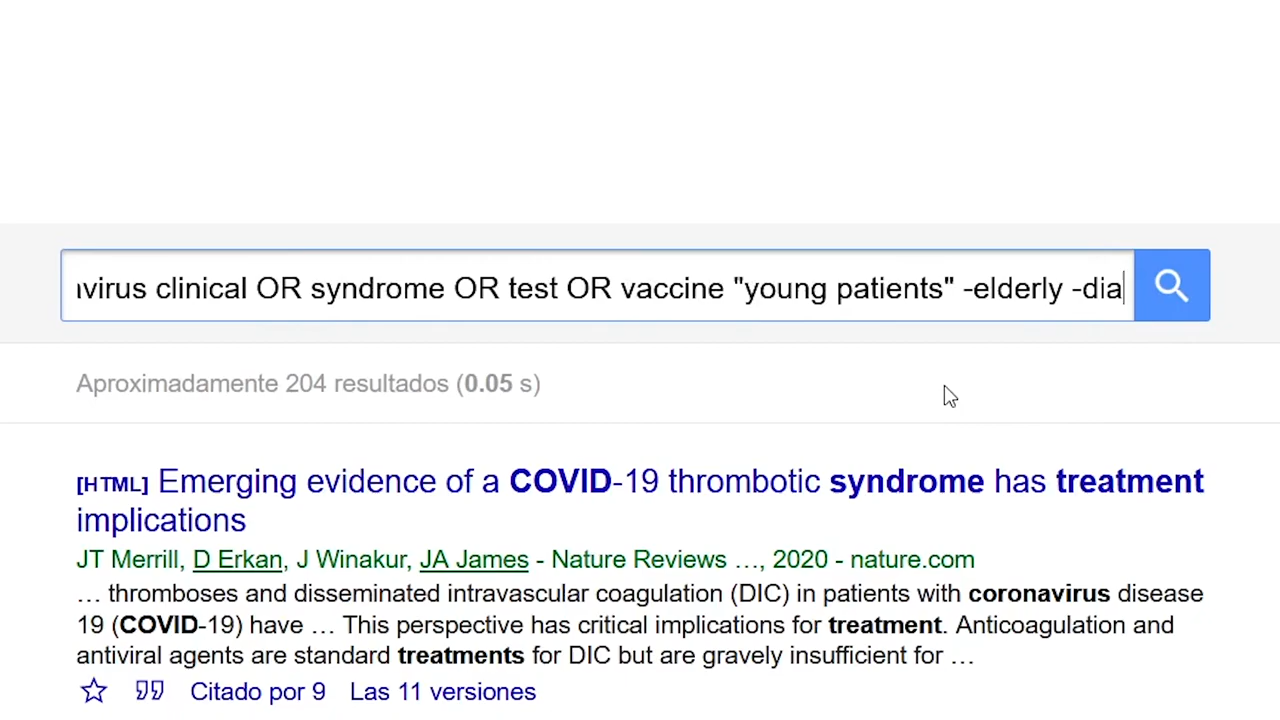 avirus clinical OR syndrome OR test OR vaccine "young patients" -elderly -dia
Aproximadamente 204 resultados (0.05 s)
[HTML] Emerging evidence of a COVID-19 thrombotic syndrome has treatment
implications
JT Merrill, D Erkan, J Winakur, JA James - Nature Reviews …, 2020 - nature.com
… thromboses and disseminated intravascular coagulation (DIC) in patients with coronavirus disease
19 (COVID-19) have … This perspective has critical implications for treatment. Anticoagulation and
antiviral agents are standard treatments for DIC but are gravely insufficient for …
Citado por 9 Las 11 versiones